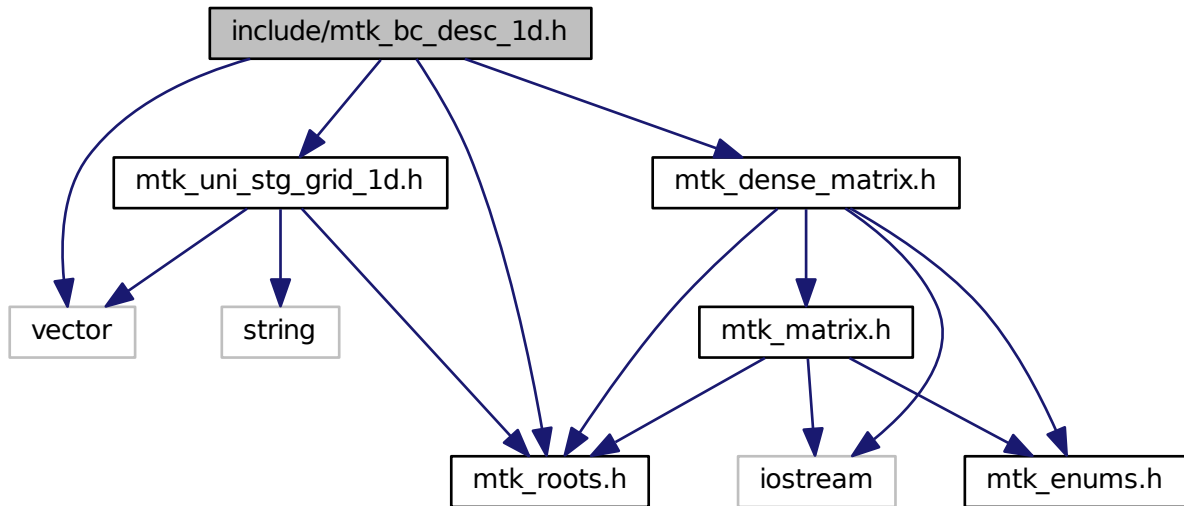 include/mtk_bc_desc_1d.h
mtk_uni_stg_grid_1d.h
mtk_dense_matrix.h
vector
string
mtk_matrix.h
mtk_roots.h
iostream
mtk_enums.h